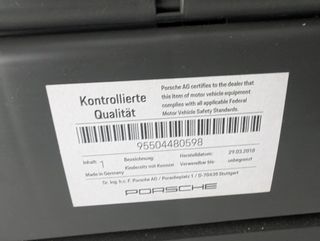 Kontrollierte
Qualität
Porsche AG certifies to the dealer that
this item of motor vehicle equipment
complies with all applicable Federal
Motor Vehicle Safety Standards.
95504480598
Inhalt: 1
Bezeichnung:
Herstelldatum:
29.03.2010
Made in Germany
Kindersitz mit Konsen
Verwendbar bis:
unbegrenzt
Dr. Ing. h.c. F. Porsche AG / Porscheplatz 1 / D-70435 Stuttgart
PORSCHE